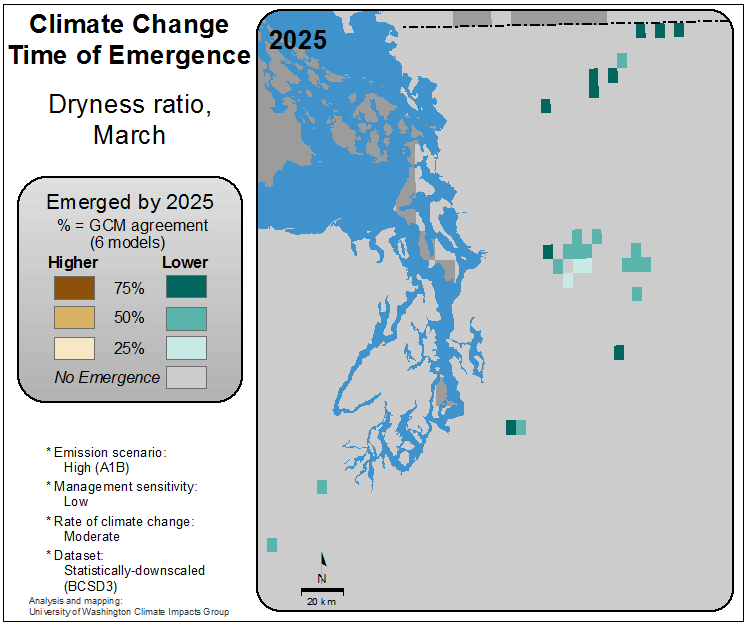 Climate Change
Time of Emergence
Dryness ratio,
March
Emerged by 2025
% = GCM agreement
(6 models)
Higher Lower
75%
50%
25%
No Emergence
* Emission scenario:
High (A1B)
* Management sensitivity:
Low
* Rate of climate change:
Moderate
* Dataset:
Statistically-downscaled
(BCSD3)
Analysis and mapping:
University of Washington Climate Impacts Group
2025
N
20 km